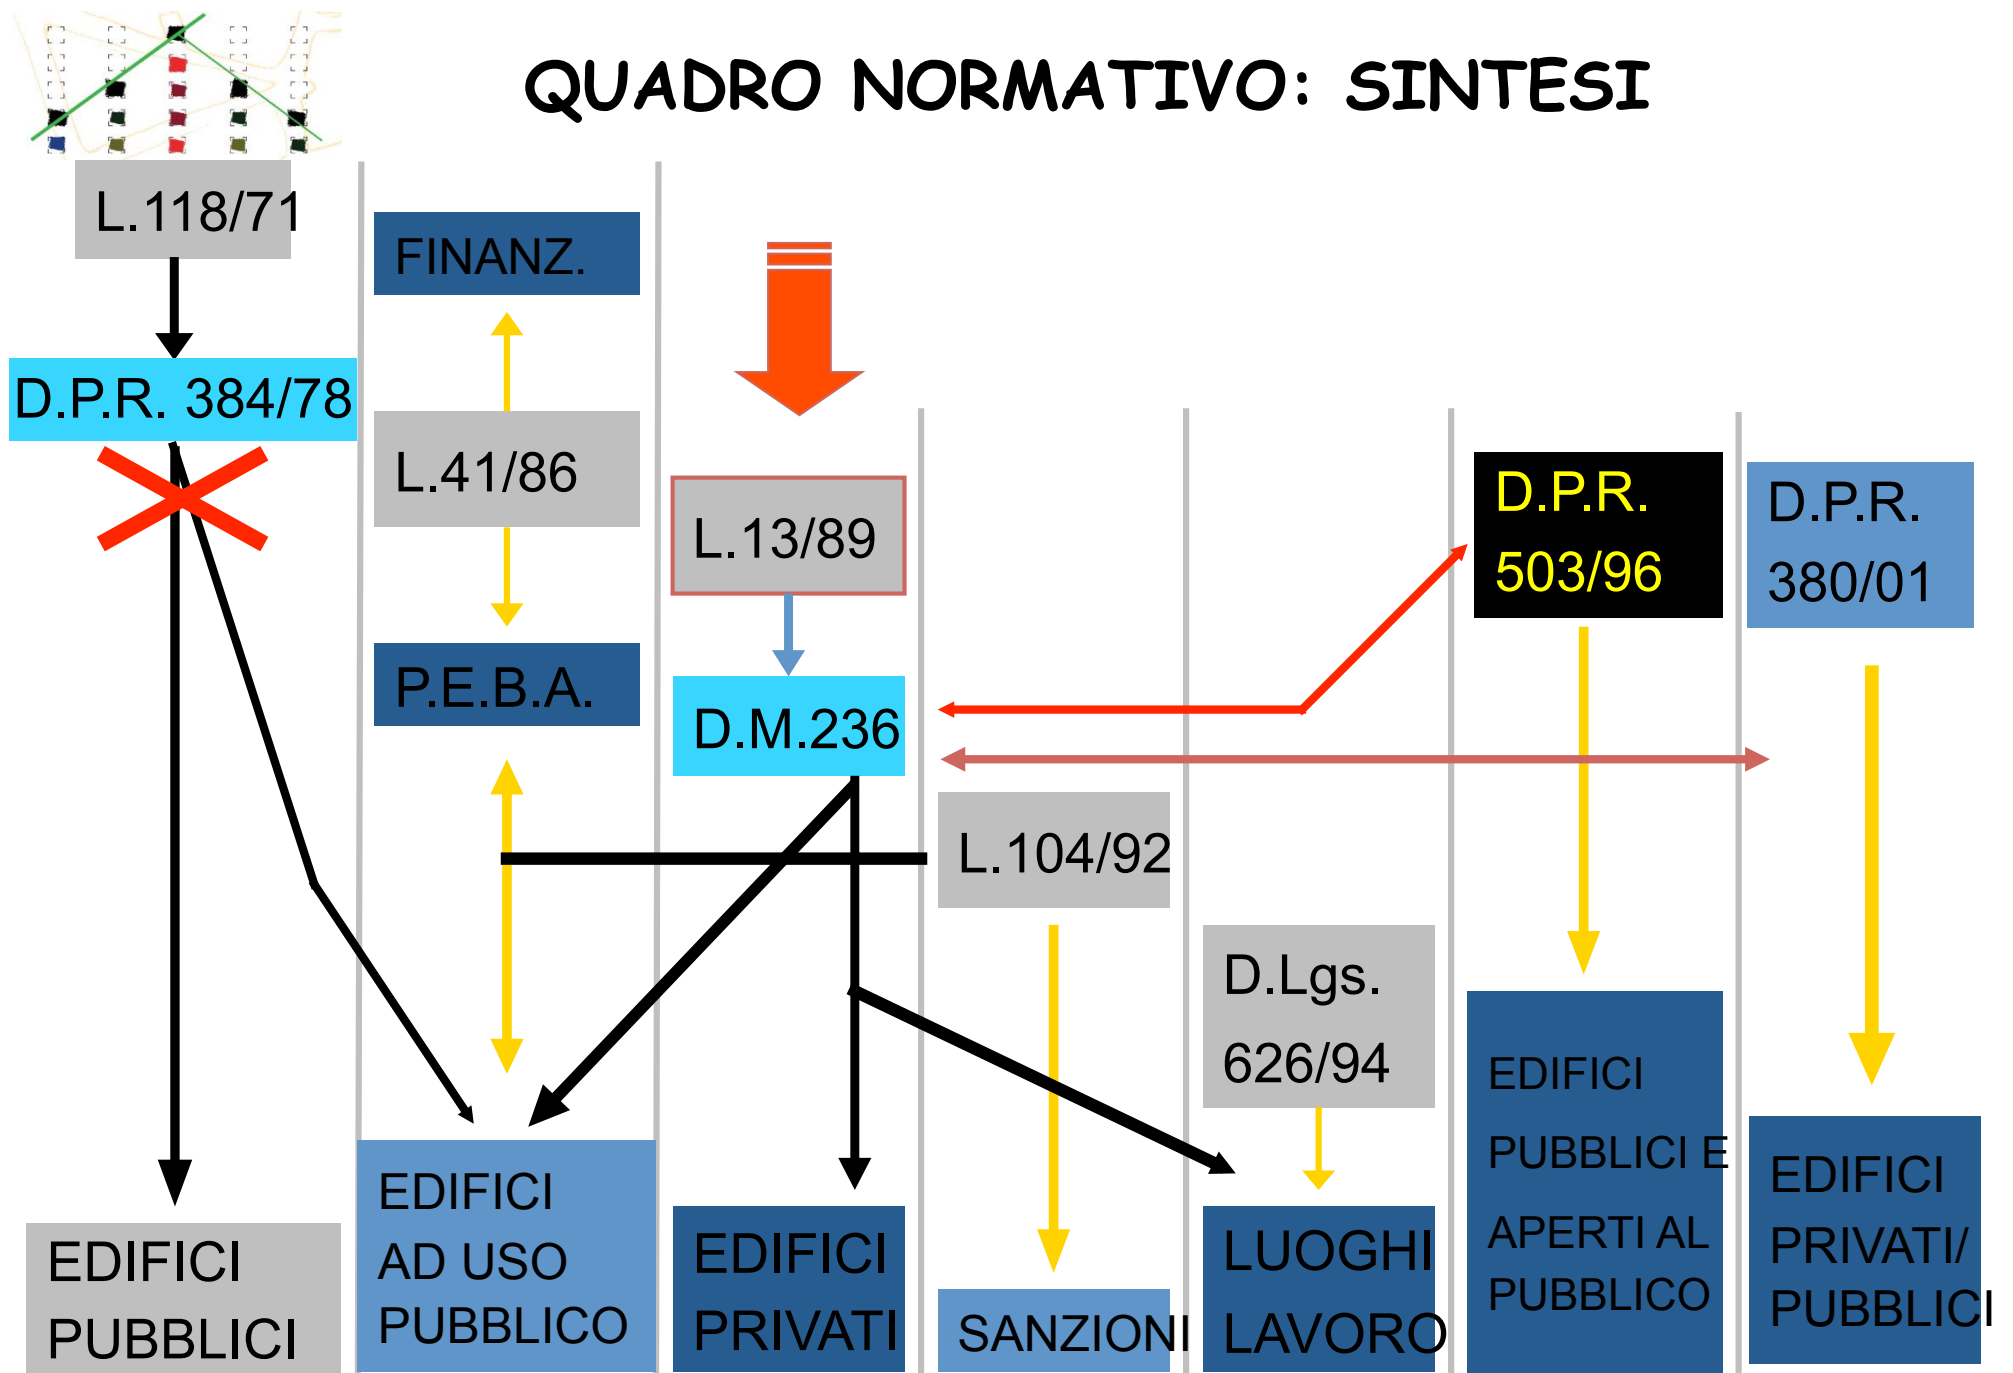 QUADRO NORMATIVO: SINTESI
L.118/71
D.P.R. 384/78
EDIFICI
PUBBLICI
FINANZ.
L.41/86
P.E.B.A.
EDIFICI
AD USO
PUBBLICO
L.13/89
D.M.236
EDIFICI
PRIVATI
L.104/92
SANZIONI
D.Lgs.
626/94
LUOGHI
LAVORO
D.P.R.
503/96
EDIFICI
PUBBLICI E
APERTI AL
PUBBLICO
D.P.R.
380/01
EDIFICI
PRIVATI/
PUBBLICI